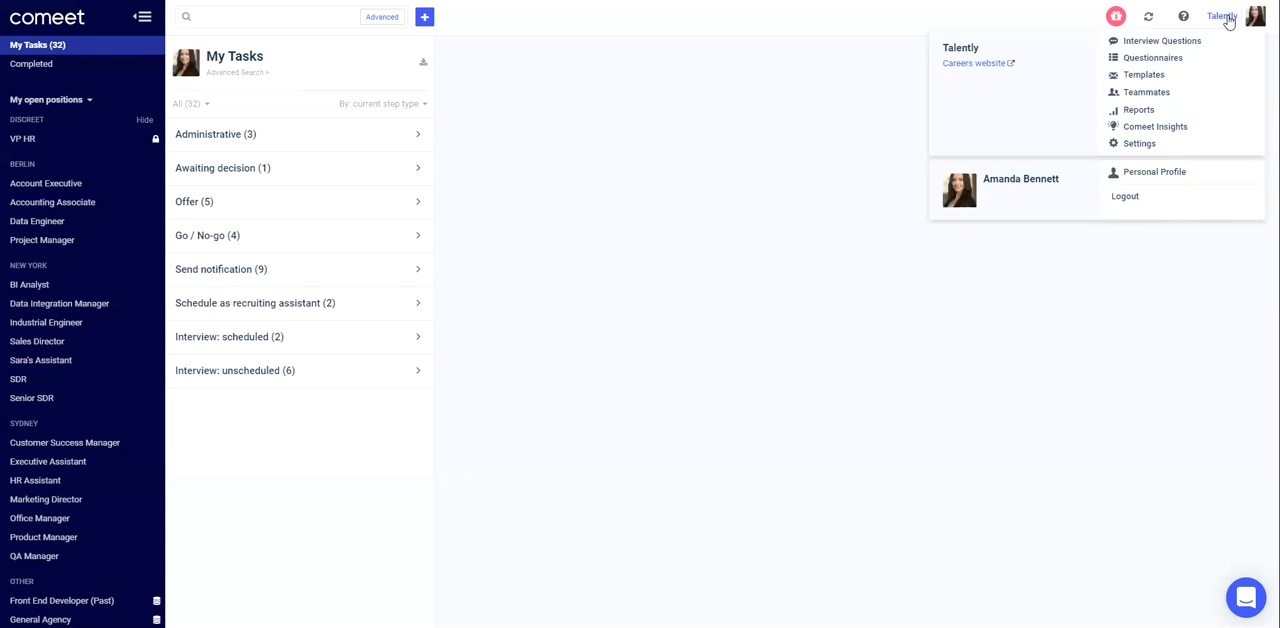 comeet
Advanced
Talently
My Tasks (32)
Completed
My open positions
DISCREET Hide
VP HR
BERLIN
Account Executive
Accounting Associate
Data Engineer
Project Manager
NEW YORK
BI Analyst
Data Integration Manager
Industrial Engineer
Sales Director
Sara's Assistant
SDR
Senior SDR
SYDNEY
Customer Success Manager
Executive Assistant
HR Assistant
Marketing Director
Office Manager
Product Manager
QA Manager
OTHER
Front End Developer (Past)
General Agency
My Tasks
Advanced Search >
All (32) By: current step type
Administrative (3)
Awaiting decision (1)
Offer (5)
Go / No-go (4)
Send notification (9)
Schedule as recruiting assistant (2)
Interview: scheduled (2)
Interview: unscheduled (6)
Talently
Careers website
Interview Questions
Questionnaires
Templates
Teammates
Reports
Comeet Insights
Settings
Amanda Bennett
Personal Profile
Logout